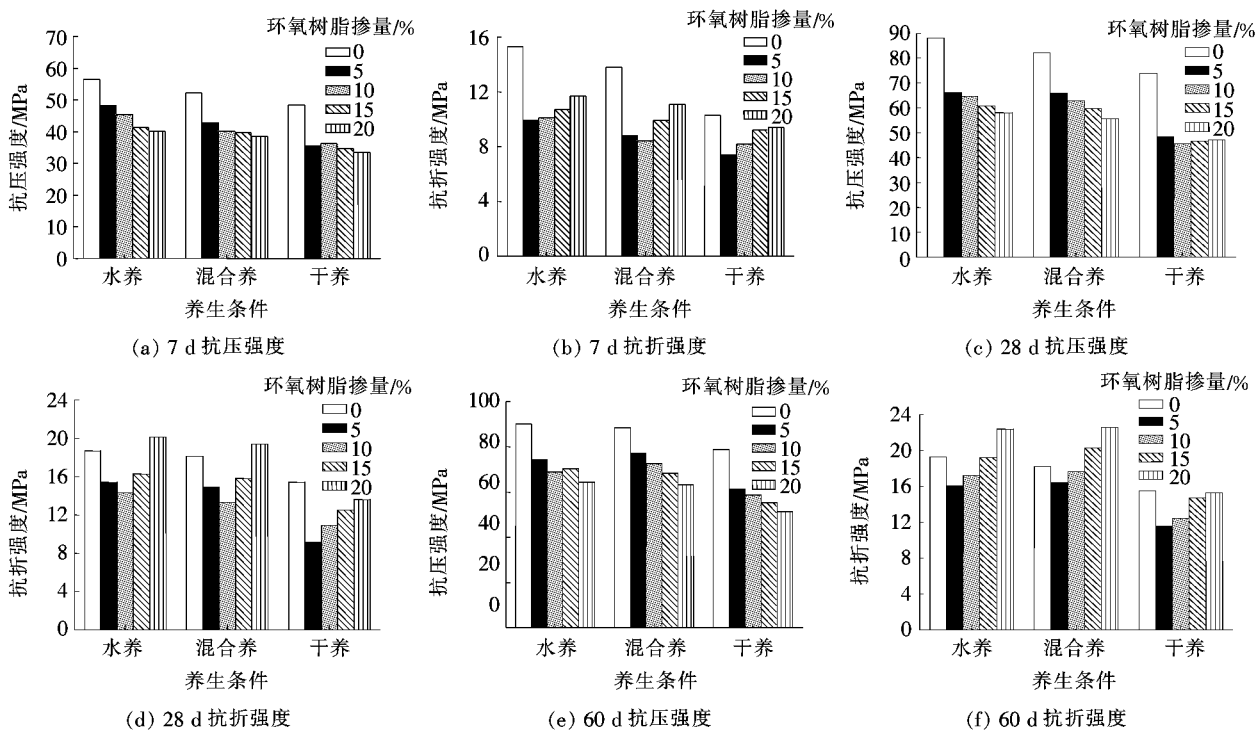 环氧树脂掺量/%
0
5
10
15
20
抗压强度/MPa
70
60
50
40
30
20
10
0
水养 混合养 干养
养生条件
(a) 7 d 抗压强度
环氧树脂掺量/%
0
5
10
15
20
抗折强度/MPa
16
12
8
4
0
水养 混合养 干养
养生条件
(b) 7 d 抗折强度
环氧树脂掺量/%
0
5
10
15
20
抗压强度/MPa
90
80
70
60
50
40
30
20
10
0
水养 混合养 干养
养生条件
(c) 28 d 抗压强度
环氧树脂掺量/%
0
5
10
15
20
抗折强度/MPa
24
20
16
12
8
4
0
水养 混合养 干养
养生条件
(d) 28 d 抗折强度
环氧树脂掺量/%
0
5
10
15
20
抗压强度/MPa
100
80
60
40
20
0
水养 混合养 干养
养生条件
(e) 60 d 抗压强度
环氧树脂掺量/%
0
5
10
15
20
抗折强度/MPa
24
20
16
12
8
4
0
水养 混合养 干养
养生条件
(f) 60 d 抗折强度